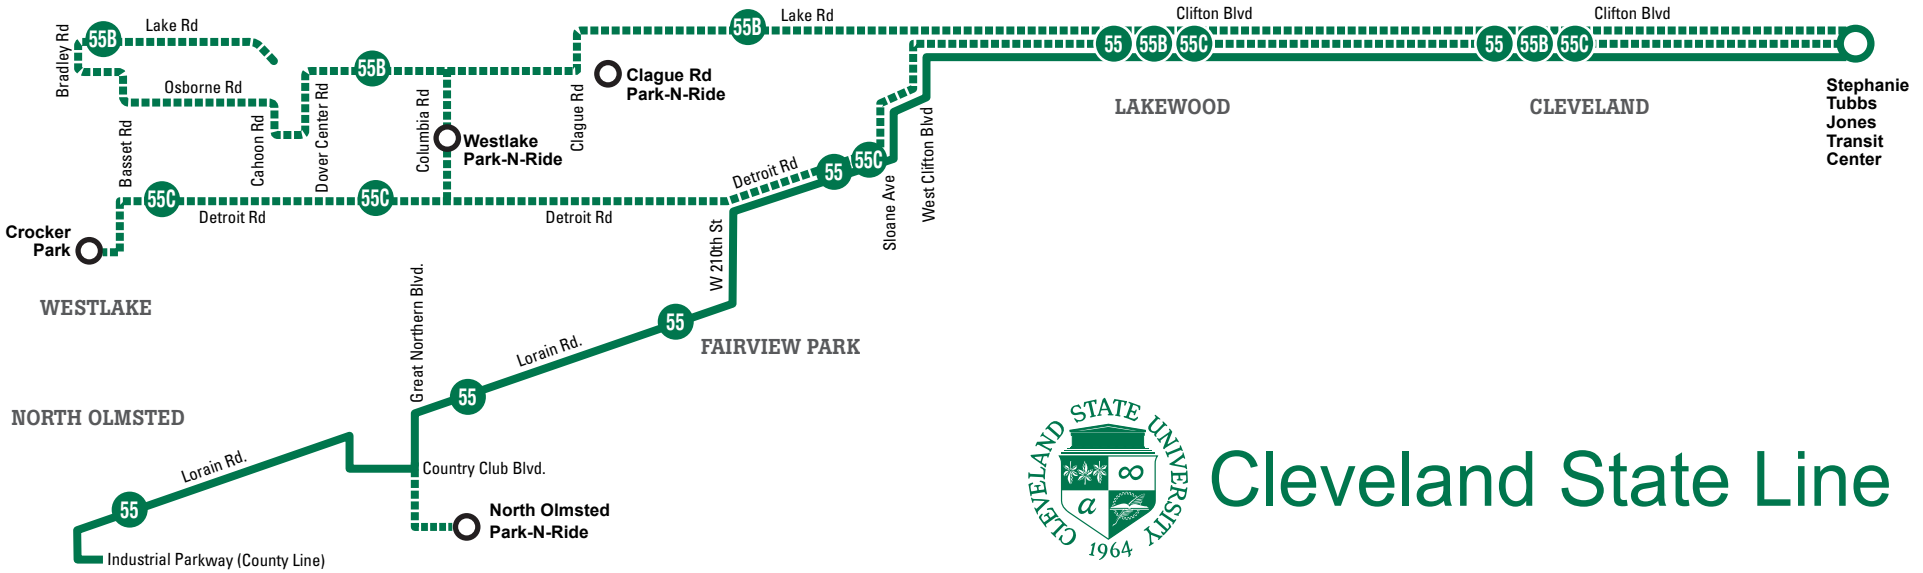 Bradley Rd
55B
Lake Rd
Osborne Rd
Basset Rd
Cahoon Rd
Dover Center Rd
55B
Columbia Rd
Westlake
Park-N-Ride
Clague Rd
Clague Rd
Park-N-Ride
55B
Lake Rd
Clifton Blvd
55
55B
55C
LAKEWOOD
Clifton Blvd
55
55B
55C
CLEVELAND
Stephanie
Tubbs
Jones
Transit
Center
Crocker
Park
55C
Detroit Rd
55C
Detroit Rd
Detroit Rd
55
55C
Sloane Ave
West Clifton Blvd
W 210th St
WESTLAKE
Great Northern Blvd.
Lorain Rd.
55
55
FAIRVIEW PARK
NORTH OLMSTED
Lorain Rd.
55
Country Club Blvd.
North Olmsted
Park-N-Ride
Industrial Parkway (County Line)
CLEVELAND STATE UNIVERSITY
∞
a
1964
Cleveland State Line